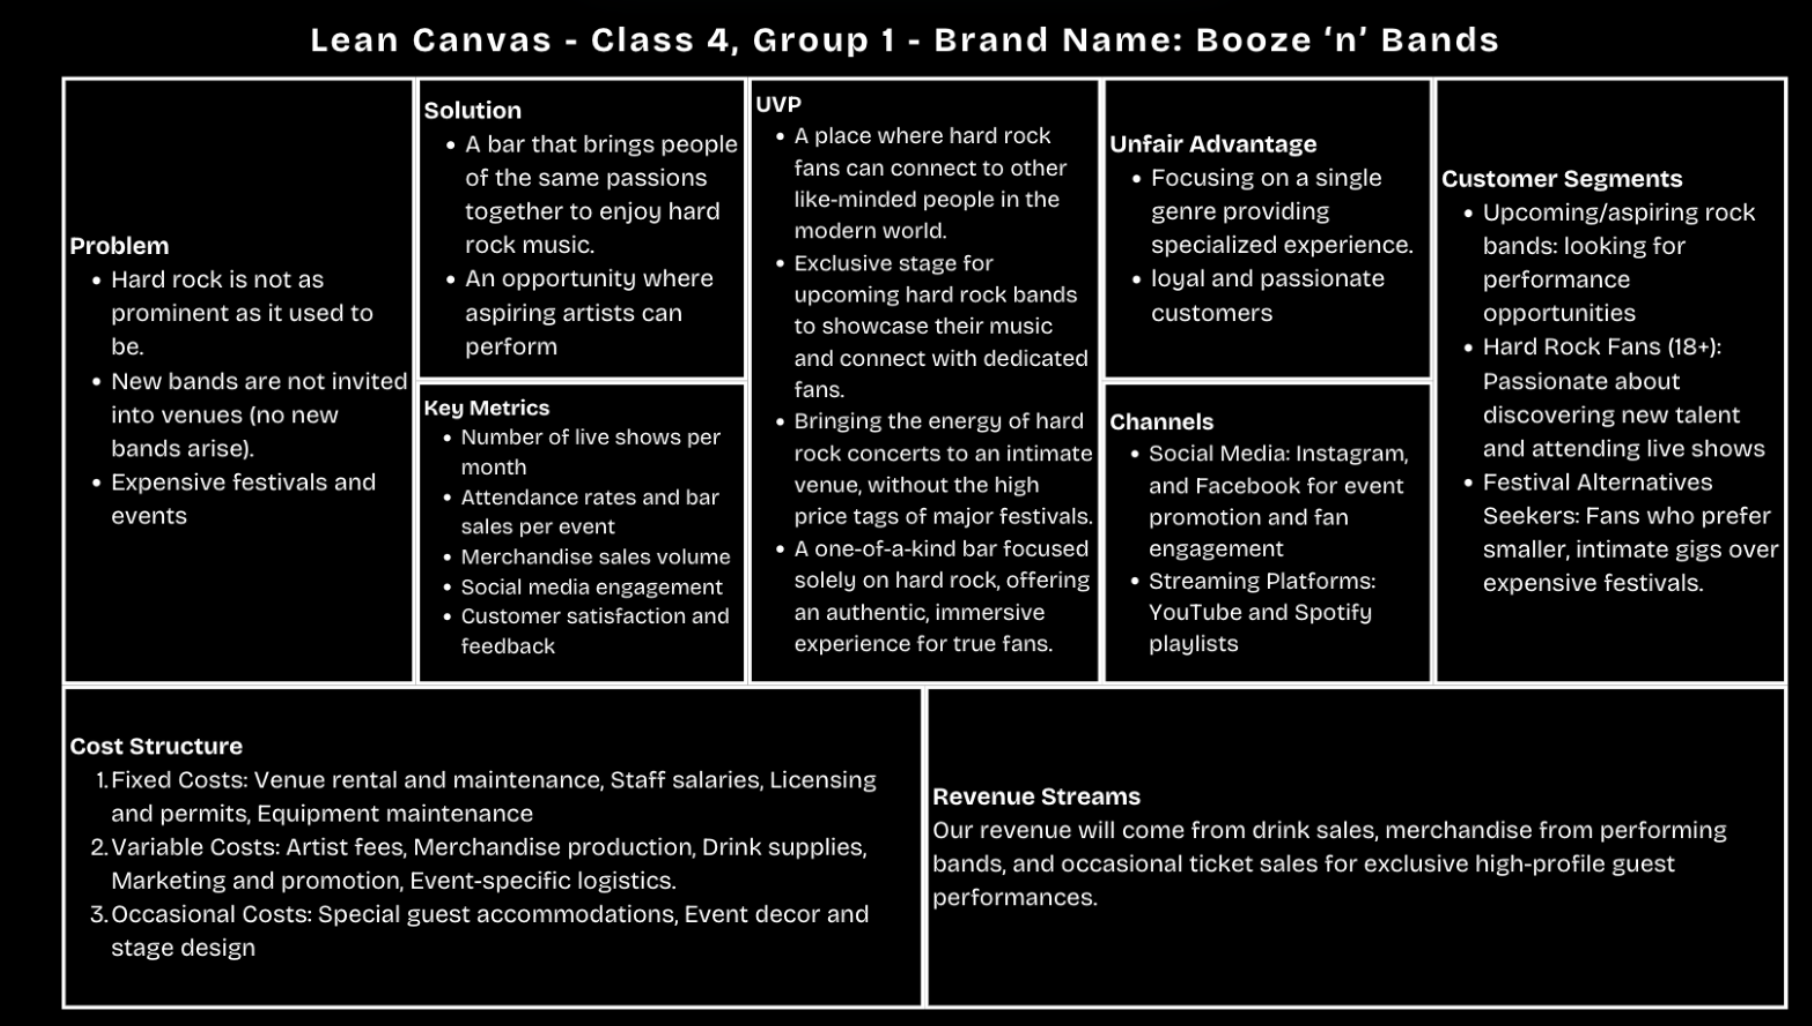 Lean Canvas - Class 4, Group 1 - Brand Name: Booze ‘n’ Bands
Problem
• Hard rock is not as
prominent as it used to
be.
• New bands are not invited
into venues (no new
bands arise).
• Expensive festivals and
events
Solution
• A bar that brings people
of the same passions
together to enjoy hard
rock music.
• An opportunity where
aspiring artists can
perform
Key Metrics
• Number of live shows per
month
• Attendance rates and bar
sales per event
• Merchandise sales volume
• Social media engagement
• Customer satisfaction and
feedback
UVP
• A place where hard rock
fans can connect to other
like-minded people in the
modern world.
• Exclusive stage for
upcoming hard rock bands
to showcase their music
and connect with dedicated
fans.
• Bringing the energy of hard
rock concerts to an intimate
venue, without the high
price tags of major festivals.
• A one-of-a-kind bar focused
solely on hard rock, offering
an authentic, immersive
experience for true fans.
Unfair Advantage
• Focusing on a single
genre providing
specialized experience.
• loyal and passionate
customers
Channels
• Social Media: Instagram,
and Facebook for event
promotion and fan
engagement
• Streaming Platforms:
YouTube and Spotify
playlists
Customer Segments
• Upcoming/aspiring rock
bands: looking for
performance
opportunities
• Hard Rock Fans (18+):
Passionate about
discovering new talent
and attending live shows
• Festival Alternatives
Seekers: Fans who prefer
smaller, intimate gigs over
expensive festivals.
Cost Structure
1. Fixed Costs: Venue rental and maintenance, Staff salaries, Licensing
and permits, Equipment maintenance
2. Variable Costs: Artist fees, Merchandise production, Drink supplies,
Marketing and promotion, Event-specific logistics.
3. Occasional Costs: Special guest accommodations, Event decor and
stage design
Revenue Streams
Our revenue will come from drink sales, merchandise from performing
bands, and occasional ticket sales for exclusive high-profile guest
performances.